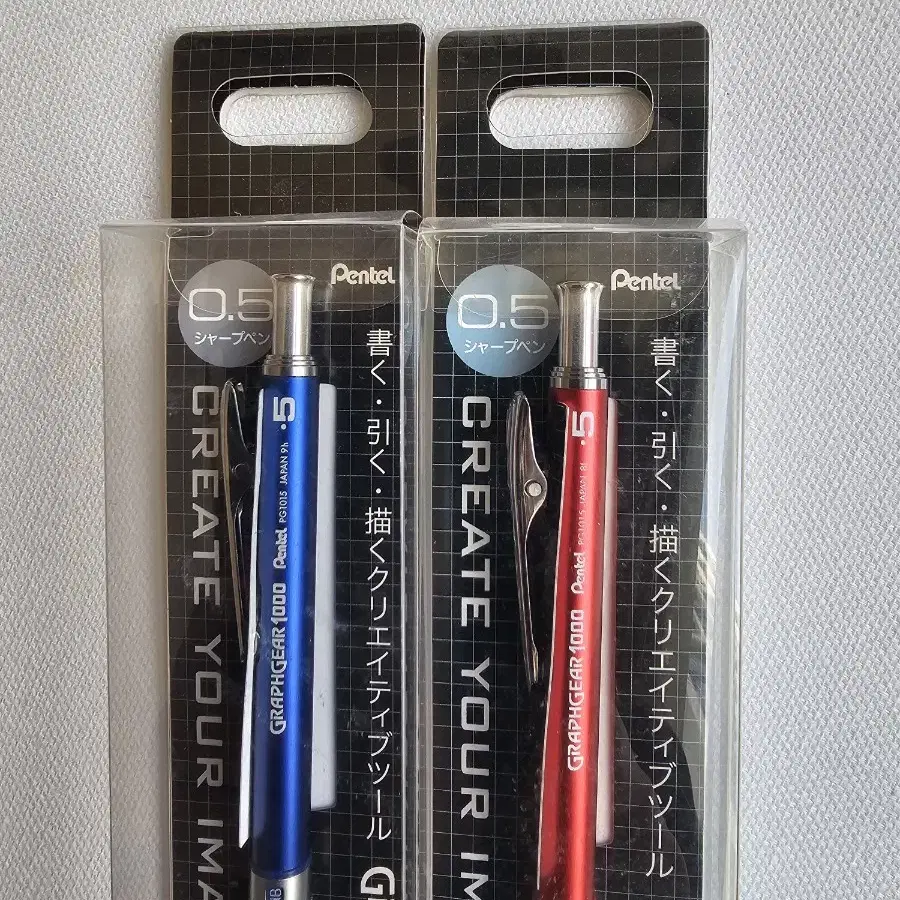 Pentel
0.5
シャープペン
書く・引く・描くクリエイティブツール
CREATE YOUR IMA
.5
GRAPHGEAR1000 Pentel PG1015 JAPAN 9h
G
Pentel
0.5
シャープペン
書く・引く・描くクリエイティブツール
CREATE YOUR IM
.5
GRAPHGEAR1000 Pentel PG1015 JAPAN